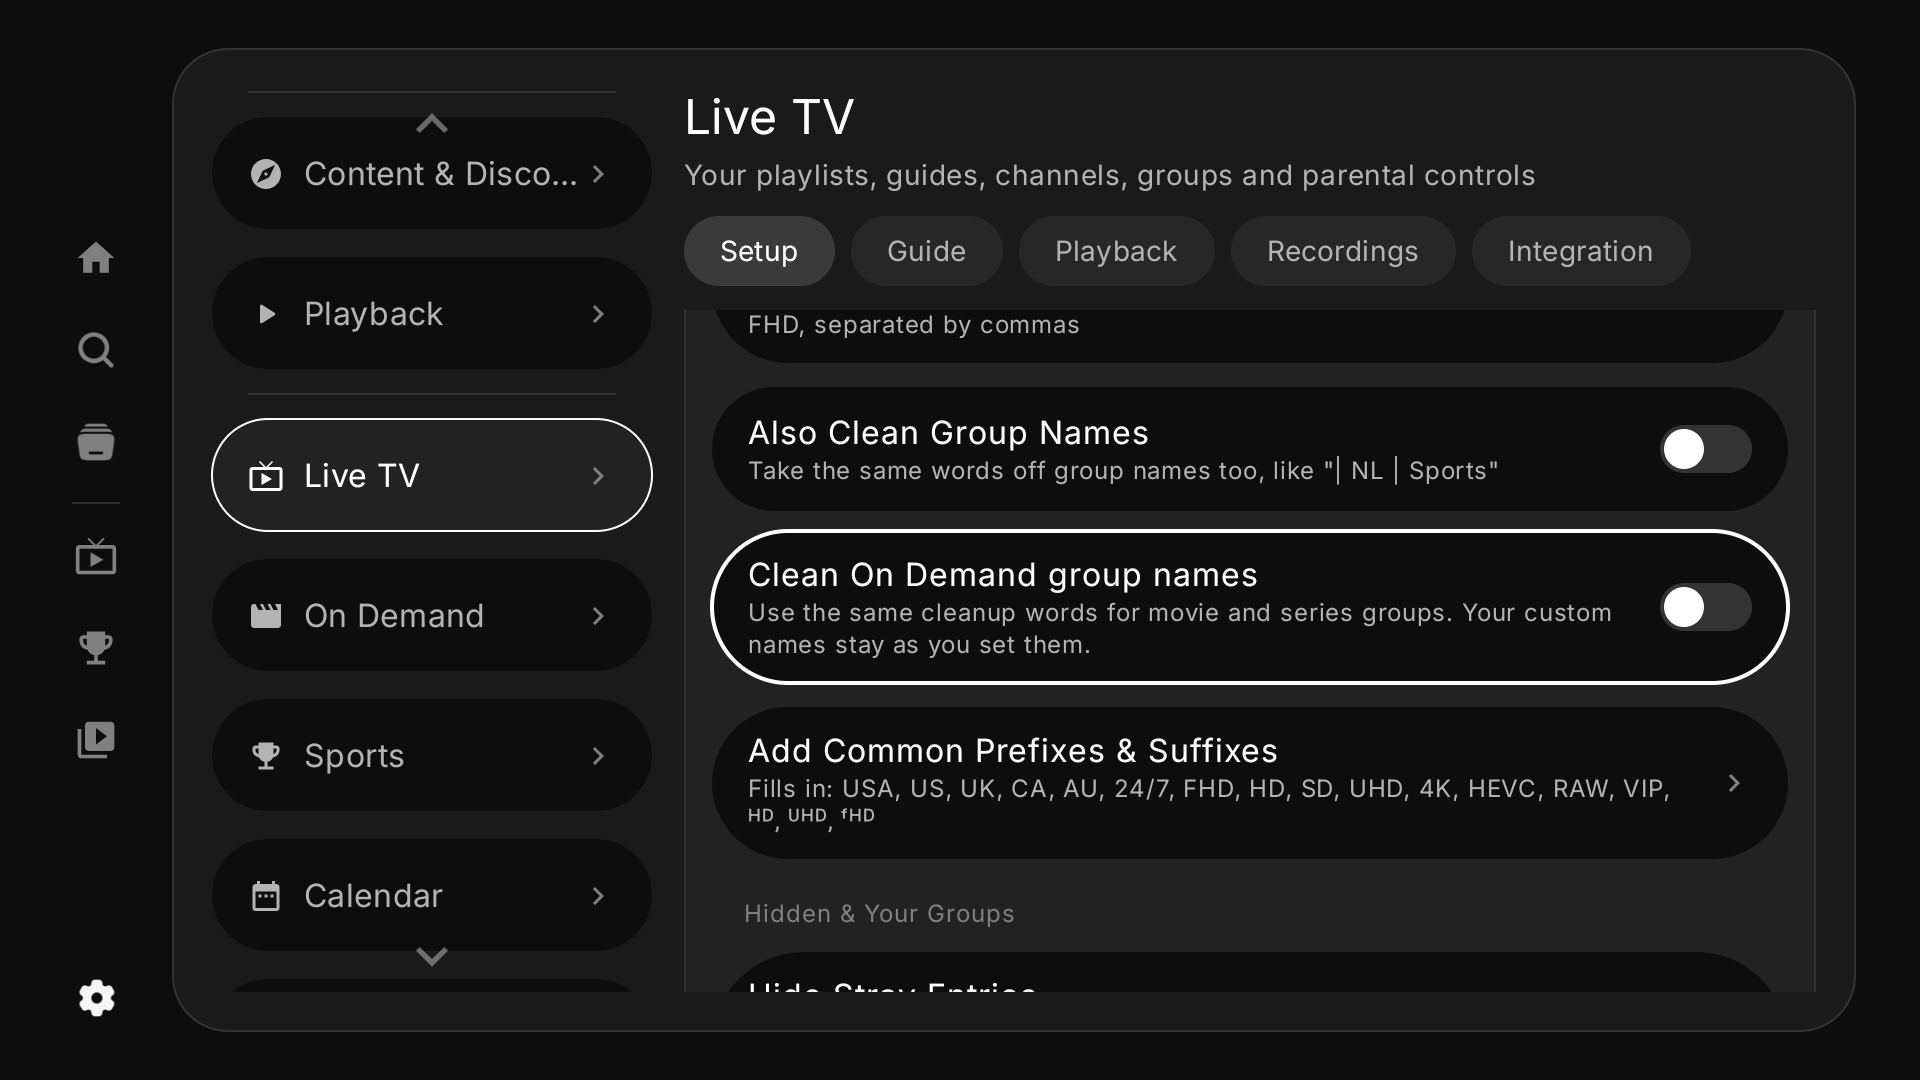 Content & Disco...
Playback
Live TV
On Demand
Sports
Calendar
Live TV
Your playlists, guides, channels, groups and parental controls
Setup
Guide
Playback
Recordings
Integration
FHD, separated by commas
Also Clean Group Names
Take the same words off group names too, like "| NL | Sports"
Clean On Demand group names
Use the same cleanup words for movie and series groups. Your custom
names stay as you set them.
Add Common Prefixes & Suffixes
Fills in: USA, US, UK, CA, AU, 24/7, FHD, HD, SD, UHD, 4K, HEVC, RAW, VIP,
ᴴᴰ, ᵁᴴᴰ, ᶠᴴᴰ
Hidden & Your Groups
Hide Stray Entries